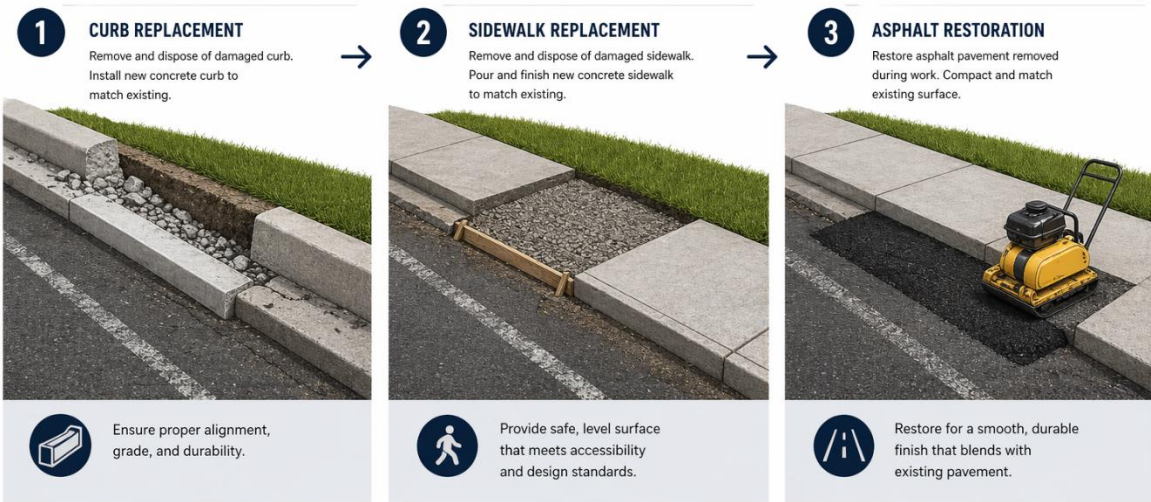 1
CURB REPLACEMENT
Remove and dispose of damaged curb.
Install new concrete curb to
match existing.
2
SIDEWALK REPLACEMENT
Remove and dispose of damaged sidewalk.
Pour and finish new concrete sidewalk
to match existing.
3
ASPHALT RESTORATION
Restore asphalt pavement removed
during work. Compact and match
existing surface.
Ensure proper alignment,
grade, and durability.
Provide safe, level surface
that meets accessibility
and design standards.
Restore for a smooth, durable
finish that blends with
existing pavement.